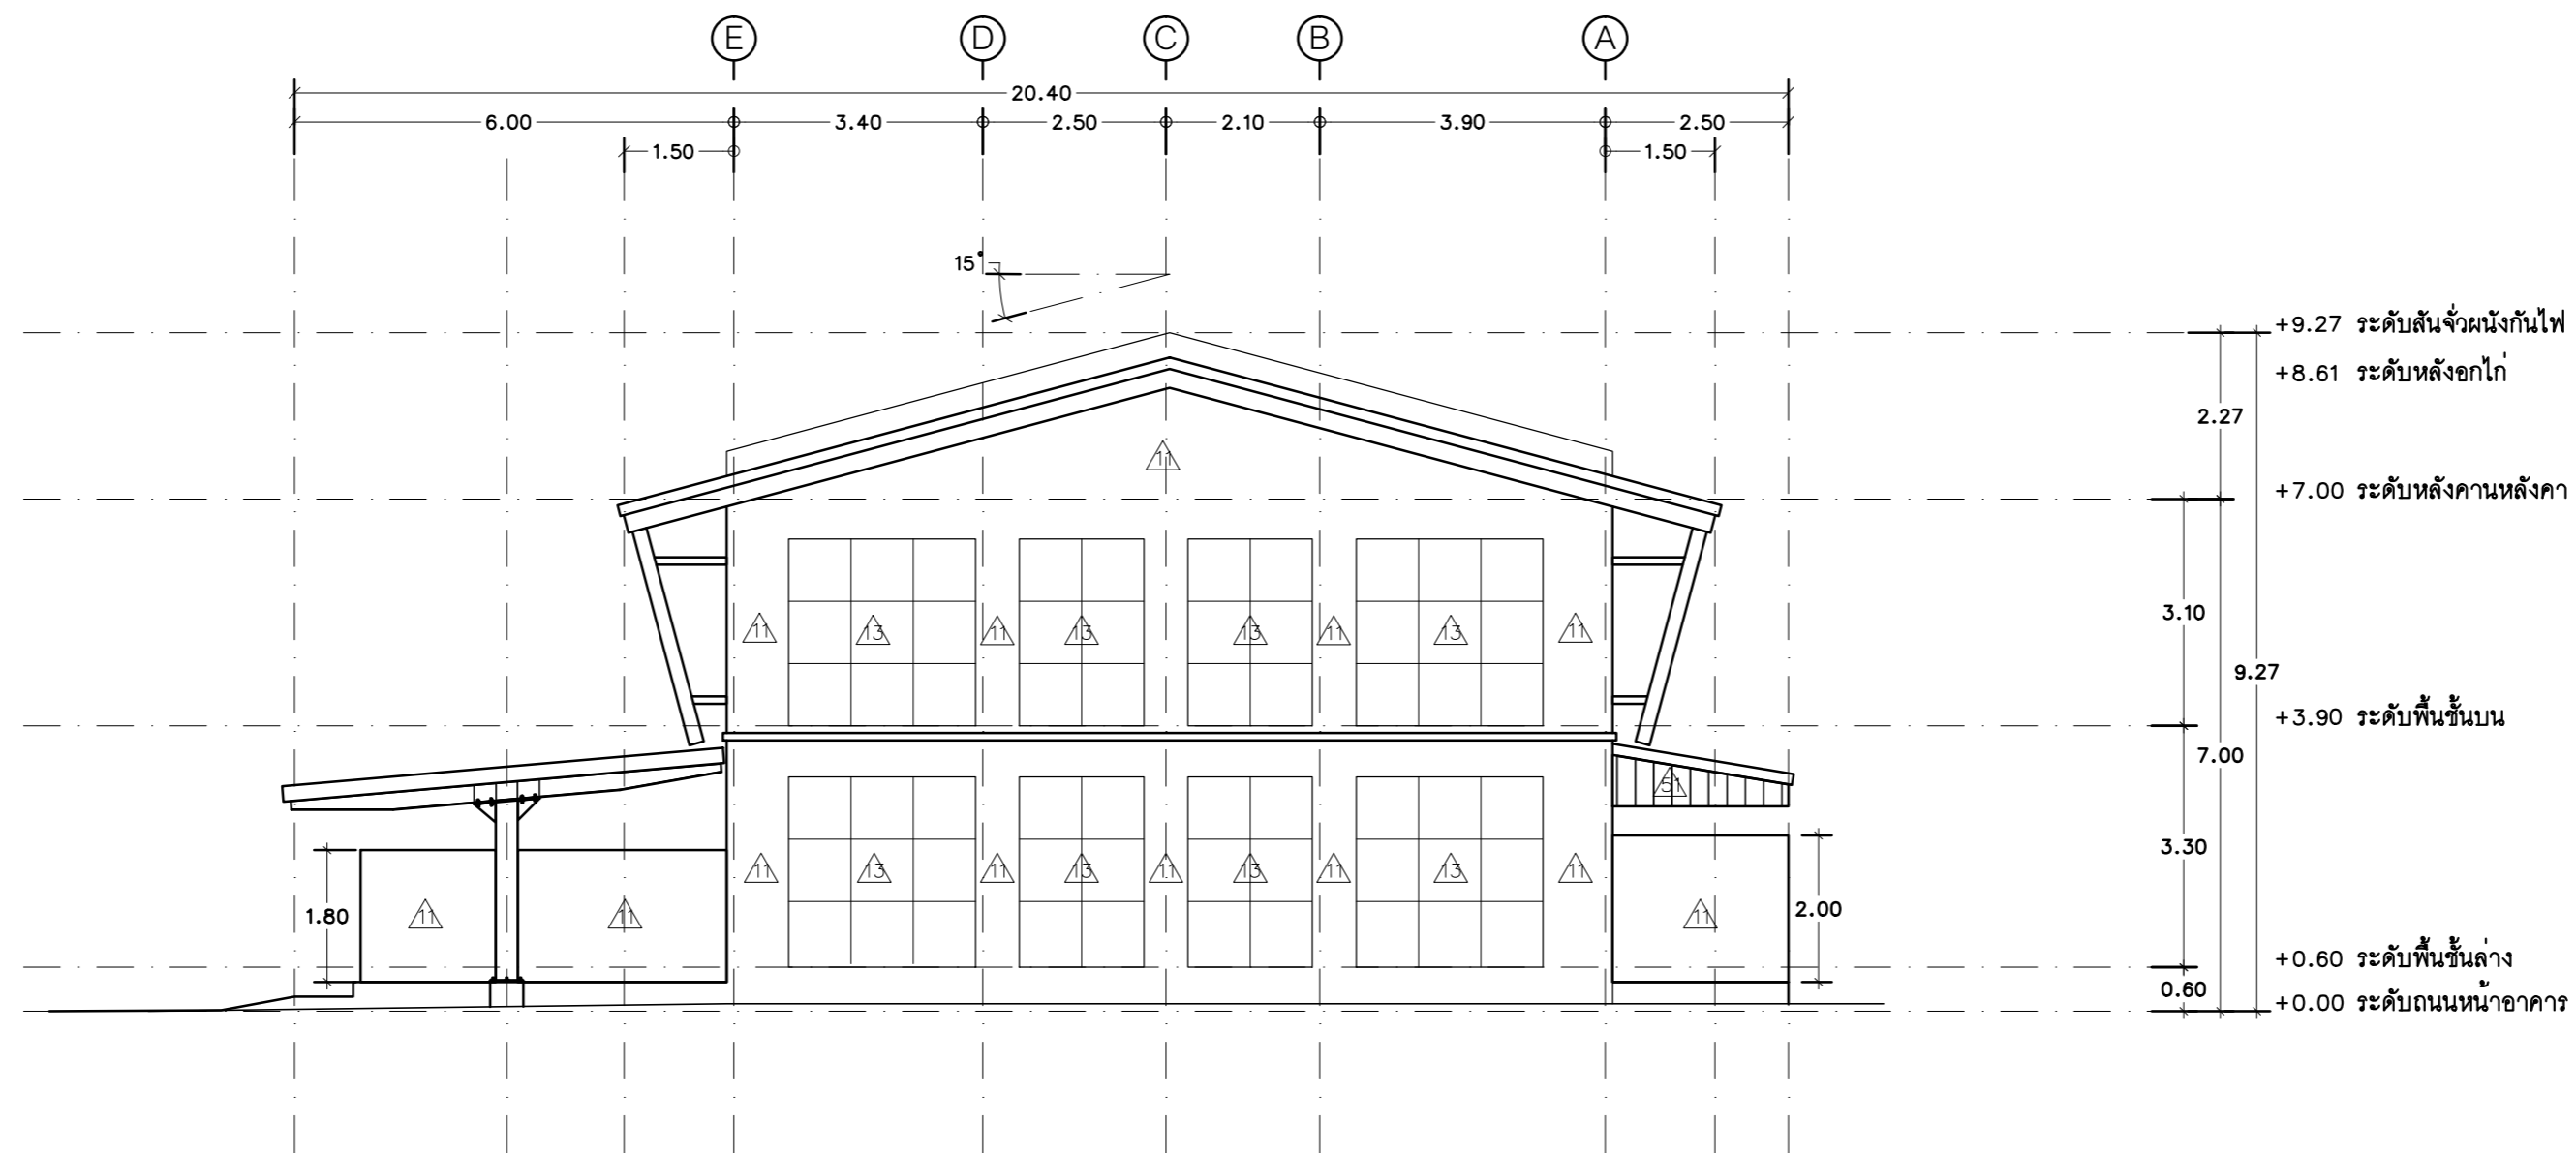 E D C B A
20.40
6.00 3.40 2.50 2.10 3.90 2.50
1.50 1.50
15°
+9.27 ระดับสันจั่วผนังกันไฟ
+8.61 ระดับหลังอกไก่
2.27
11
+7.00 ระดับหลังคานหลังคา
3.10
11 13 11 13 13 11 13 11
9.27
+3.90 ระดับพื้นชั้นบน
7.00
51
3.30
11 13 11 13 11 13 11 13 11
1.80 11 11 11 2.00
+0.60 ระดับพื้นชั้นล่าง
0.60
+0.00 ระดับถนนหน้าอาคาร